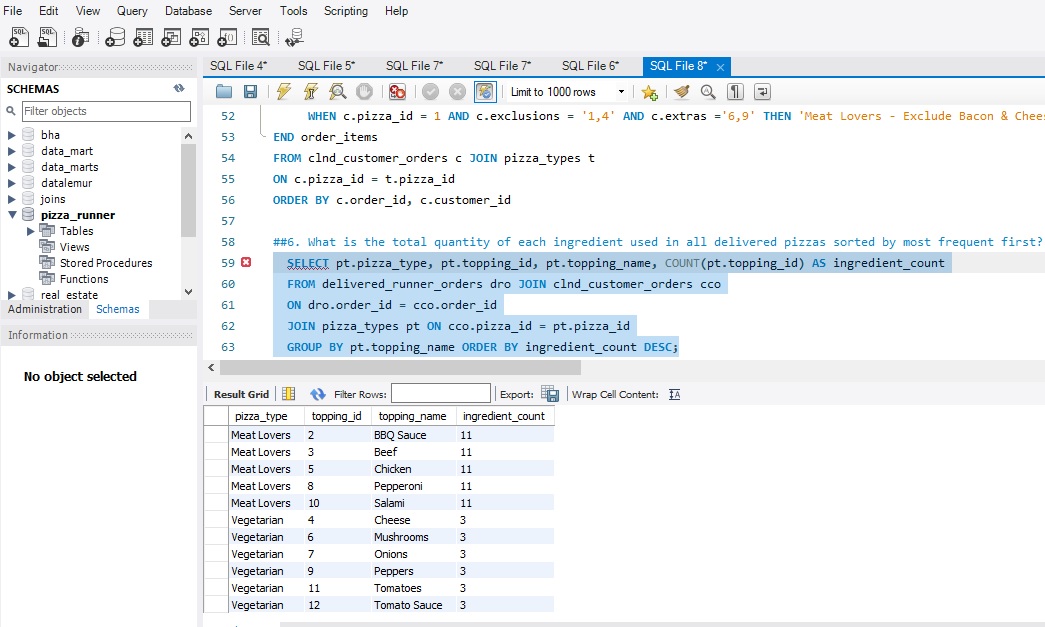 File Edit View Query Database Server Tools Scripting Help
Navigator
SCHEMAS
Filter objects
bha
data_mart
data_marts
datalemur
joins
pizza_runner
Tables
Views
Stored Procedures
Functions
real_estate
Administration Schemas
Information
No object selected
SQL File 4* SQL File 5* SQL File 7* SQL File 7* SQL File 6* SQL File 8*
Limit to 1000 rows
52 WHEN c.pizza_id = 1 AND c.exclusions = '1,4' AND c.extras ='6,9' THEN 'Meat Lovers - Exclude Bacon & Chees
53 END order_items
54 FROM clnd_customer_orders c JOIN pizza_types t
55 ON c.pizza_id = t.pizza_id
56 ORDER BY c.order_id, c.customer_id
57
58 ##6. What is the total quantity of each ingredient used in all delivered pizzas sorted by most frequent first?
59 SELECT pt.pizza_type, pt.topping_id, pt.topping_name, COUNT(pt.topping_id) AS ingredient_count
60 FROM delivered_runner_orders dro JOIN clnd_customer_orders cco
61 ON dro.order_id = cco.order_id
62 JOIN pizza_types pt ON cco.pizza_id = pt.pizza_id
63 GROUP BY pt.topping_name ORDER BY ingredient_count DESC;
Result Grid Filter Rows: Export: Wrap Cell Content:
pizza_type topping_id topping_name ingredient_count
Meat Lovers 2 BBQ Sauce 11
Meat Lovers 3 Beef 11
Meat Lovers 5 Chicken 11
Meat Lovers 8 Pepperoni 11
Meat Lovers 10 Salami 11
Vegetarian 4 Cheese 3
Vegetarian 6 Mushrooms 3
Vegetarian 7 Onions 3
Vegetarian 9 Peppers 3
Vegetarian 11 Tomatoes 3
Vegetarian 12 Tomato Sauce 3